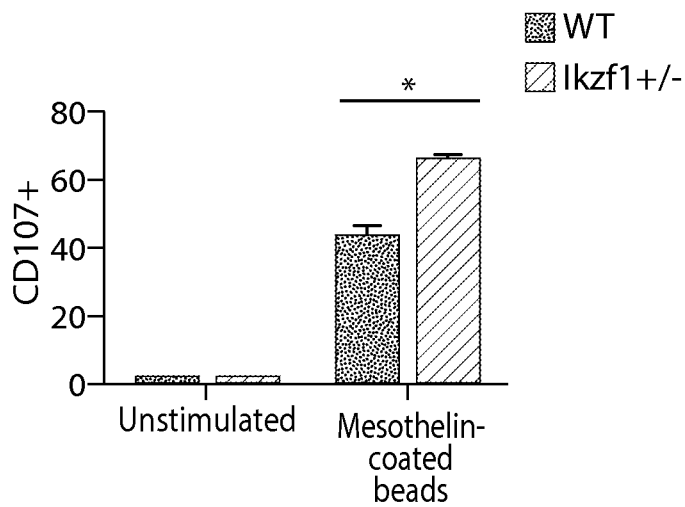 WT
Ikzf1+/-
*
80
60
40
20
0
CD107+
Unstimulated
Mesothelin-
coated
beads